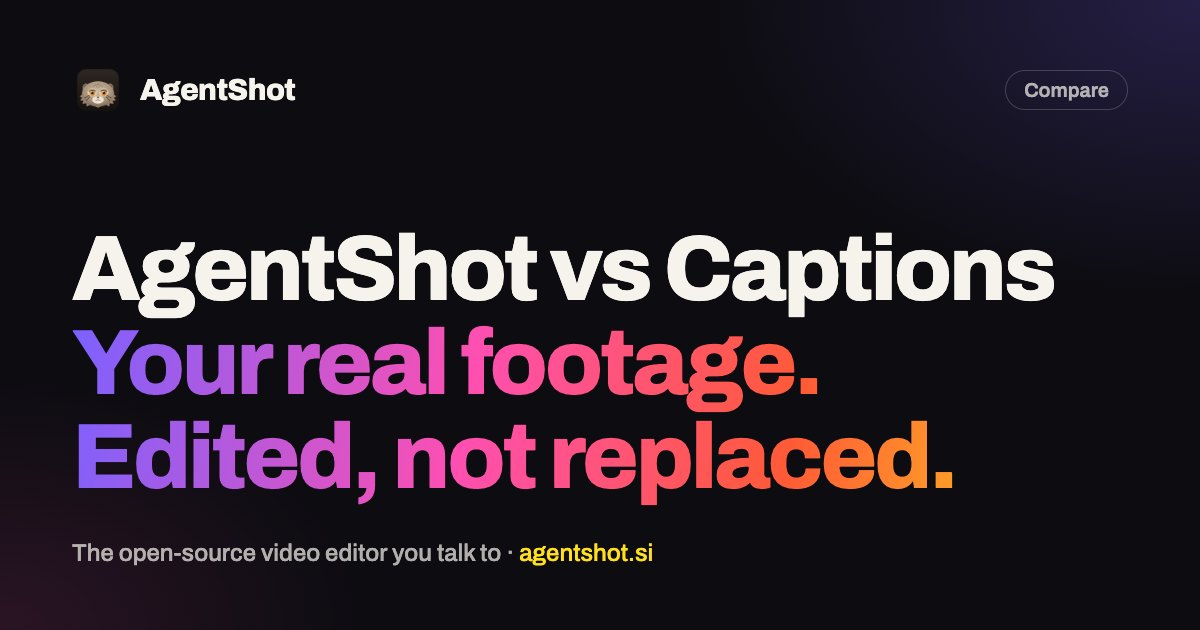 AgentShot
Compare
AgentShot vs Captions
Your real footage.
Edited, not replaced.
The open-source video editor you talk to · agentshot.si